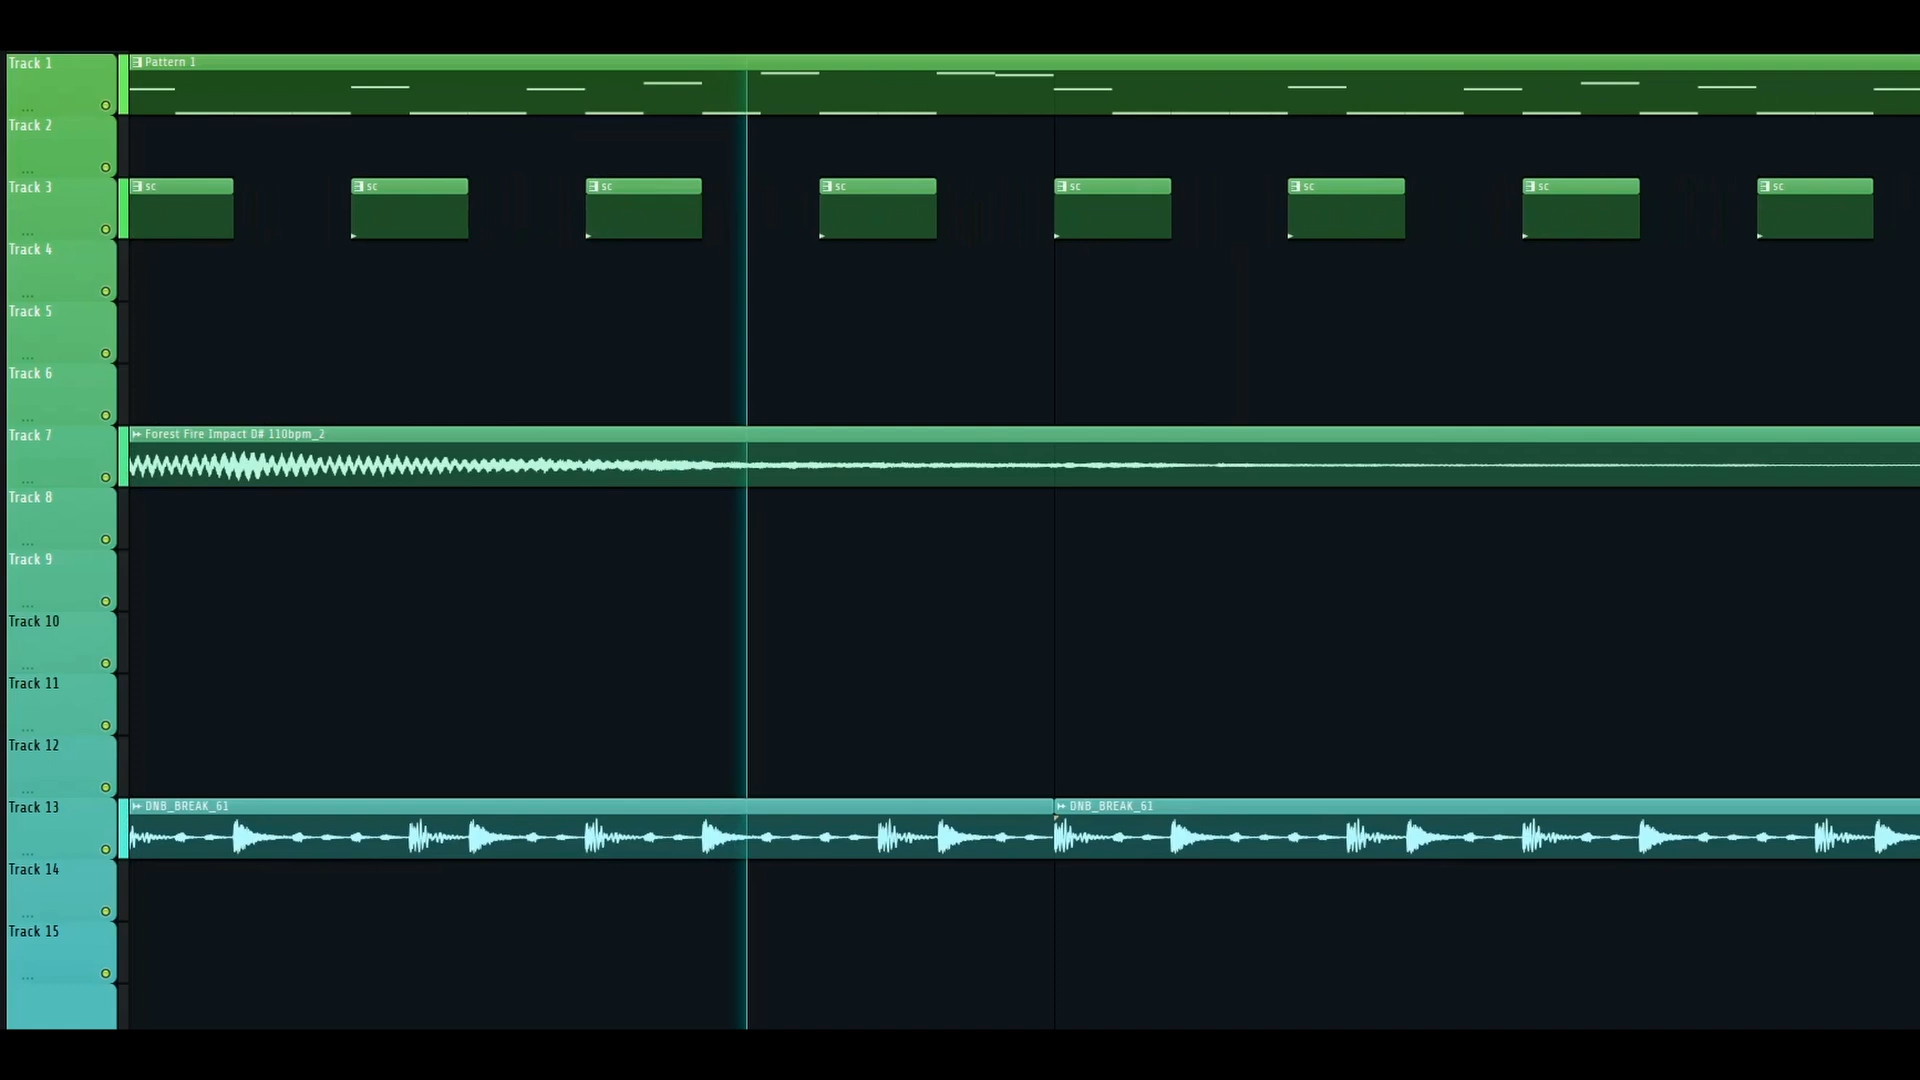 Track 1
Pattern 1
...
Track 2
...
Track 3
sc sc sc sc sc sc sc sc
...
Track 4
...
Track 5
...
Track 6
...
Track 7
Forest Fire Impact D# 110bpm_2
...
Track 8
...
Track 9
...
Track 10
...
Track 11
...
Track 12
...
Track 13
DNB_BREAK_61 DNB_BREAK_61
...
Track 14
...
Track 15
...